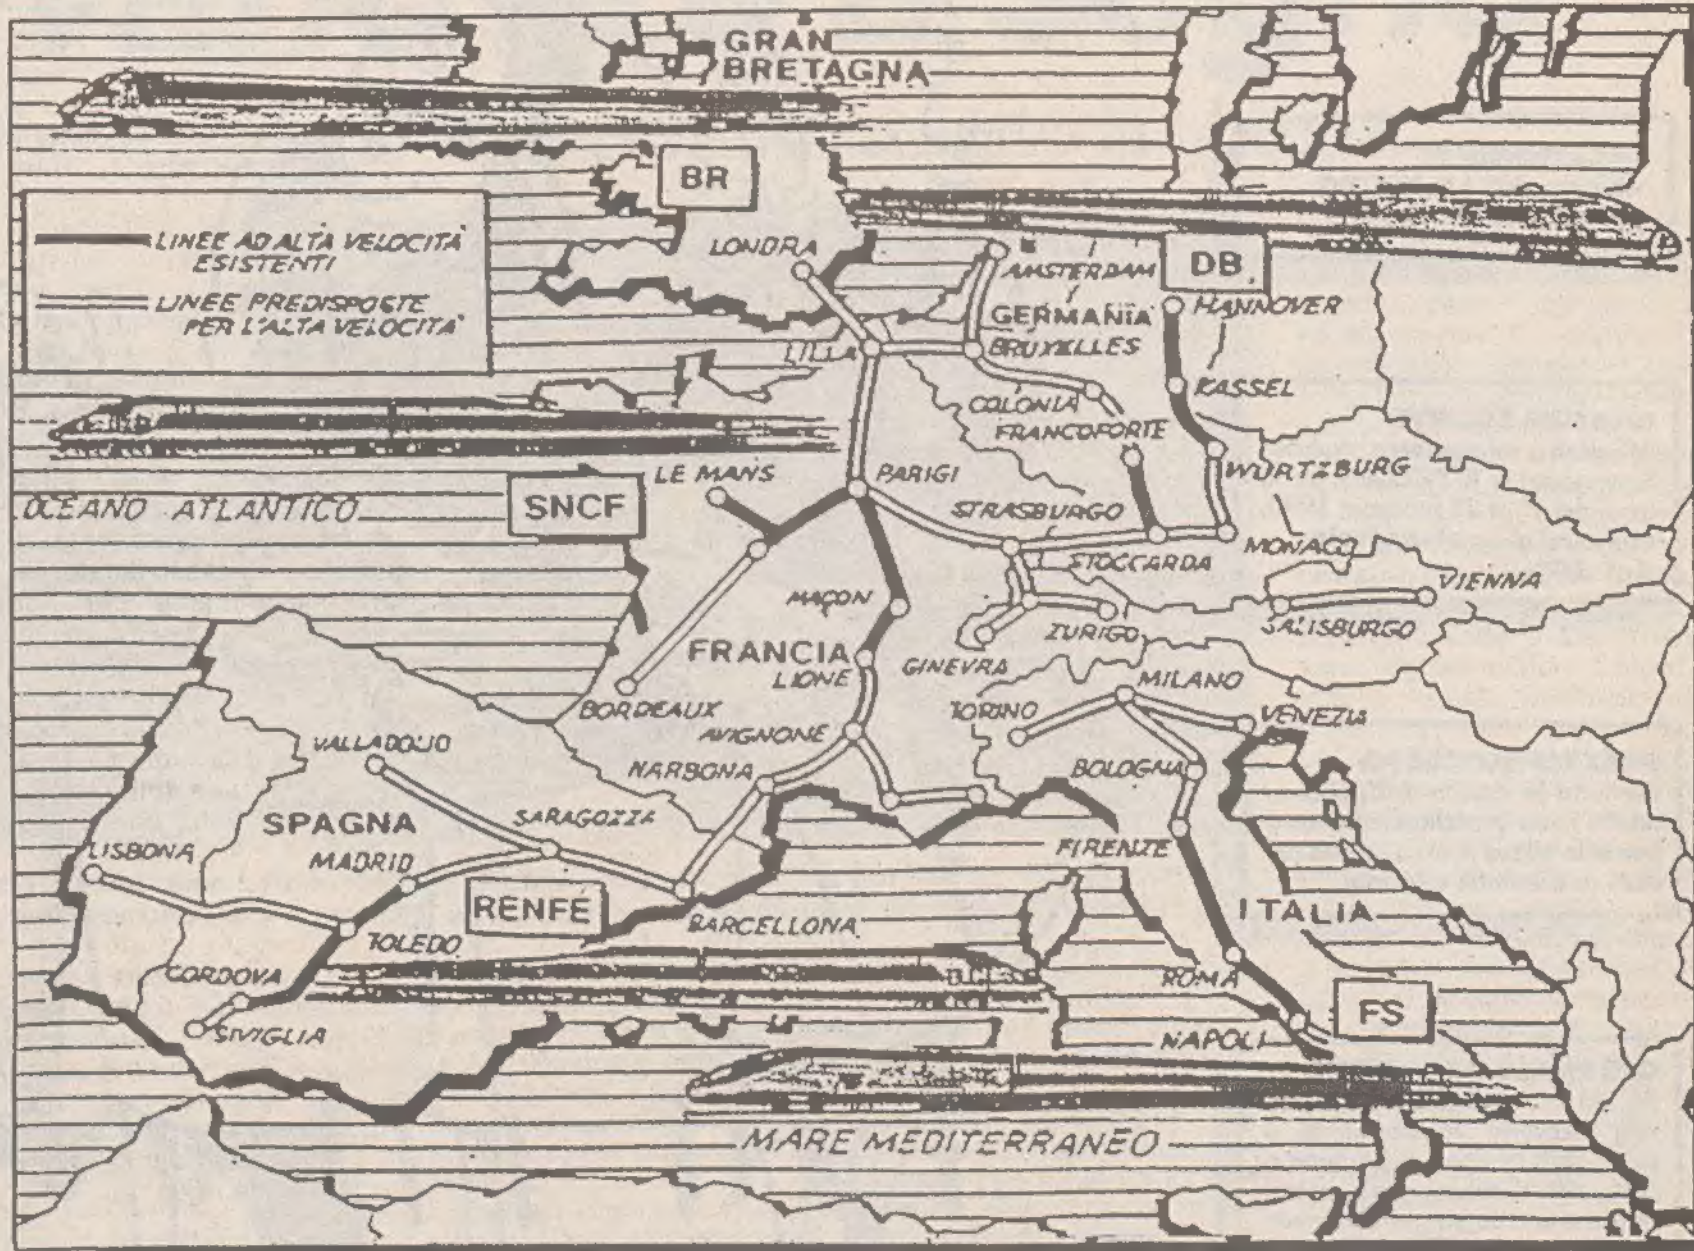 GRAN
BRETAGNA
BR
LINEE AD ALTA VELOCITÀ
ESISTENTI
LINEE PREDISPOSTE
PER L'ALTA VELOCITÀ
LONDRA
AMSTERDAM
DB
HANNOVER
GERMANIA
LILLA
BRUXELLES
KASSEL
COLONIA
FRANCOFORTE
WURTZBURG
LE MANS
PARIGI
SNCF
OCEANO ATLANTICO
STRASBURGO
MONACO
STOCCARDA
VIENNA
MAÇON
ZURIGO
SALISBURGO
FRANCIA
LIONE
GINEVRA
MILANO
BORDEAUX
TORINO
VENEZIA
AVIGNONE
VALLADOLID
NARBONA
BOLOGNA
SPAGNA
SARAGOZZA
LISBONA
MADRID
FIRENZE
RENFE
ITALIA
BARCELLONA
TOLEDO
CORDOVA
ROMA
SIVIGLIA
FS
NAPOLI
MARE MEDITERRANEO